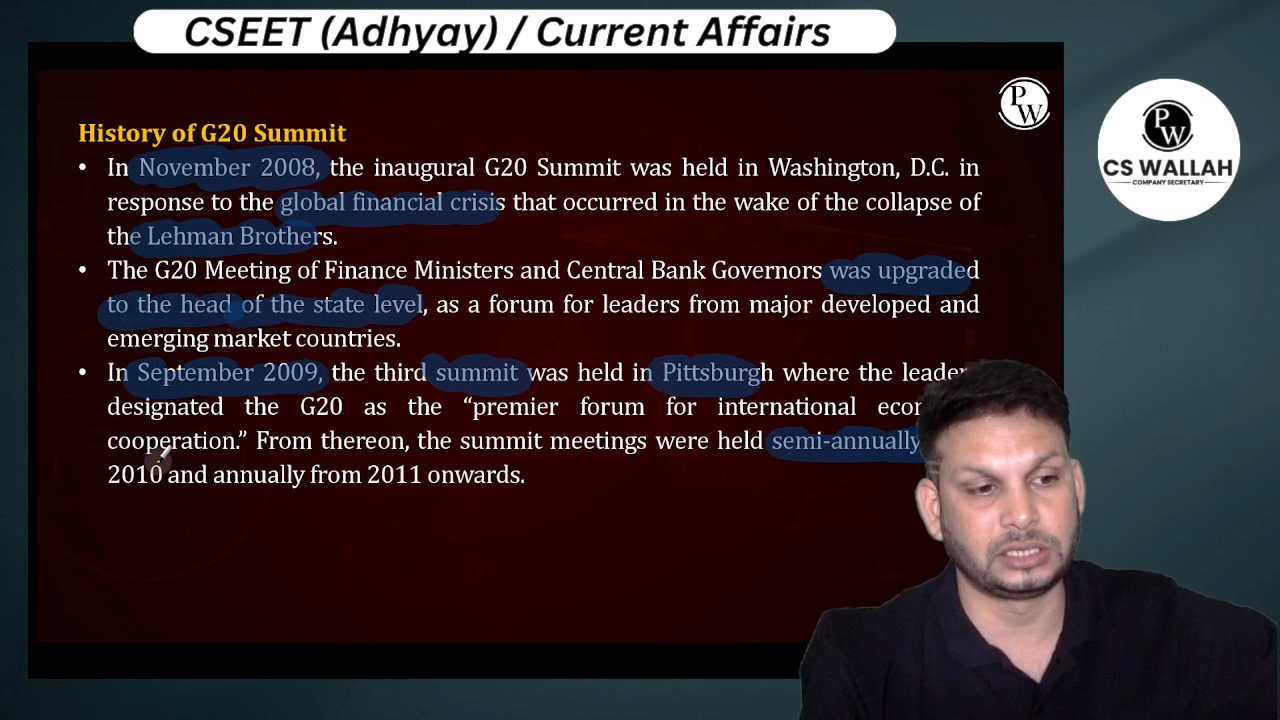 CSEET (Adhyay) / Current Affairs
PW
PW
CS WALLAH
COMPANY SECRETARY
History of G20 Summit
• In November 2008, the inaugural G20 Summit was held in Washington, D.C. in
response to the global financial crisis that occurred in the wake of the collapse of
the Lehman Brothers.
• The G20 Meeting of Finance Ministers and Central Bank Governors was upgraded
to the head of the state level, as a forum for leaders from major developed and
emerging market countries.
• In September 2009, the third summit was held in Pittsburgh where the
designated the G20 as the “premier forum for international
cooperation.” From thereon, the summit meetings were held semi-annually
2010 and annually from 2011 onwards.